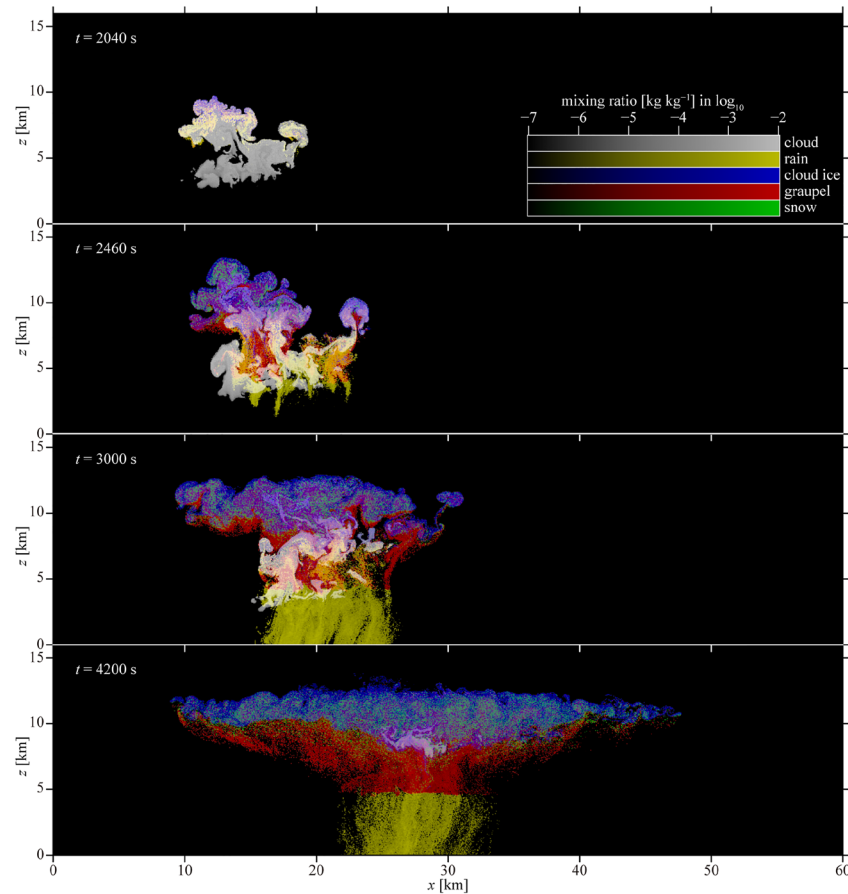 t = 2040 s
mixing ratio [kg kg⁻¹] in log₁₀
−7 −6 −5 −4 −3 −2
cloud
rain
cloud ice
graupel
snow
15
10
5
0
z [km]
t = 2460 s
15
10
5
0
z [km]
t = 3000 s
15
10
5
0
z [km]
t = 4200 s
15
10
5
0
z [km]
0 10 20 30 40 50 60
x [km]